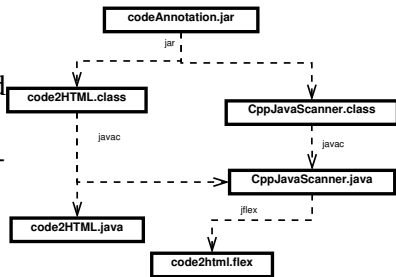 codeAnnotation.jar
jar
code2HTML.class
CppJavaScanner.class
javac
javac
CppJavaScanner.java
jflex
code2HTML.java
code2html.flex